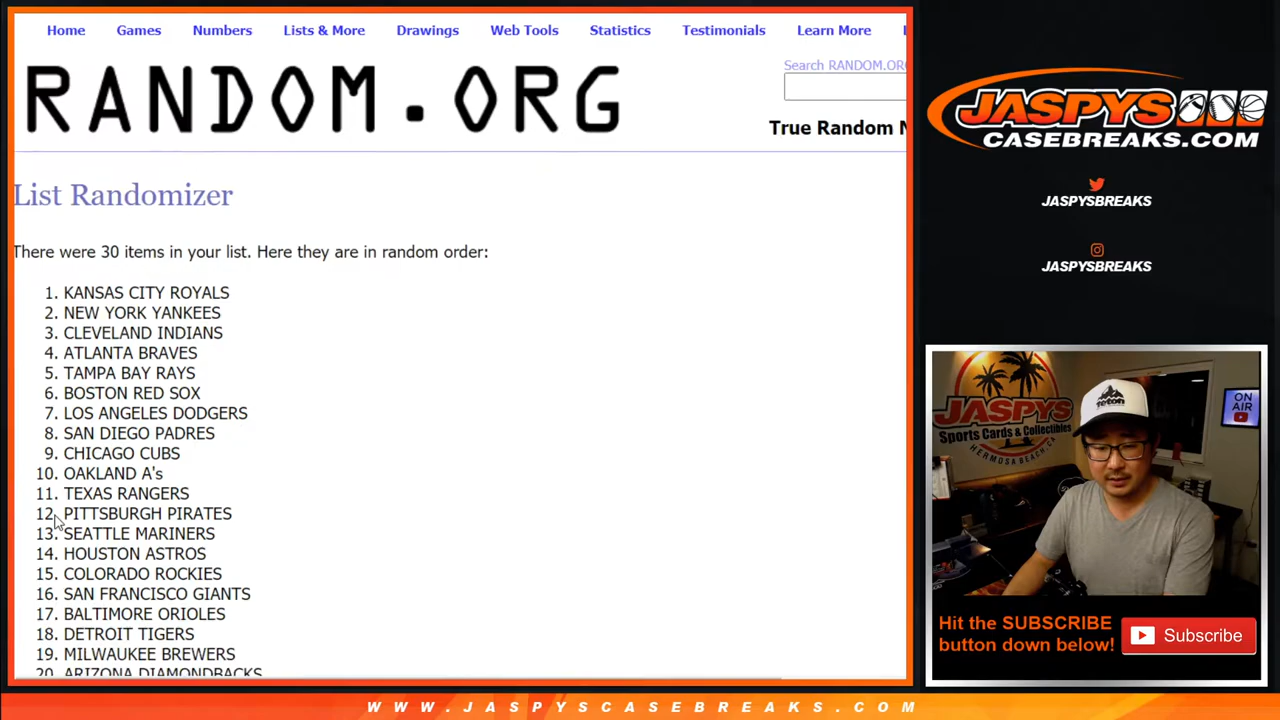 Home Games Numbers Lists & More Drawings Web Tools Statistics Testimonials Learn More
RANDOM.ORG
Search RANDOM.OR
True Random
List Randomizer
There were 30 items in your list. Here they are in random order:
1. KANSAS CITY ROYALS
2. NEW YORK YANKEES
3. CLEVELAND INDIANS
4. ATLANTA BRAVES
5. TAMPA BAY RAYS
6. BOSTON RED SOX
7. LOS ANGELES DODGERS
8. SAN DIEGO PADRES
9. CHICAGO CUBS
10. OAKLAND A's
11. TEXAS RANGERS
12. PITTSBURGH PIRATES
13. SEATTLE MARINERS
14. HOUSTON ASTROS
15. COLORADO ROCKIES
16. SAN FRANCISCO GIANTS
17. BALTIMORE ORIOLES
18. DETROIT TIGERS
19. MILWAUKEE BREWERS
20. ARIZONA DIAMONDBACKS
JASPYS
CASEBREAKS.COM
JASPYSBREAKS
JASPYSBREAKS
JASPYS
Sports Cards & Collectibles
HERMOSA BEACH, CA
ON
AIR
Hit the SUBSCRIBE
button down below!
Subscribe
WWW.JASPYSCASEBREAKS.COM